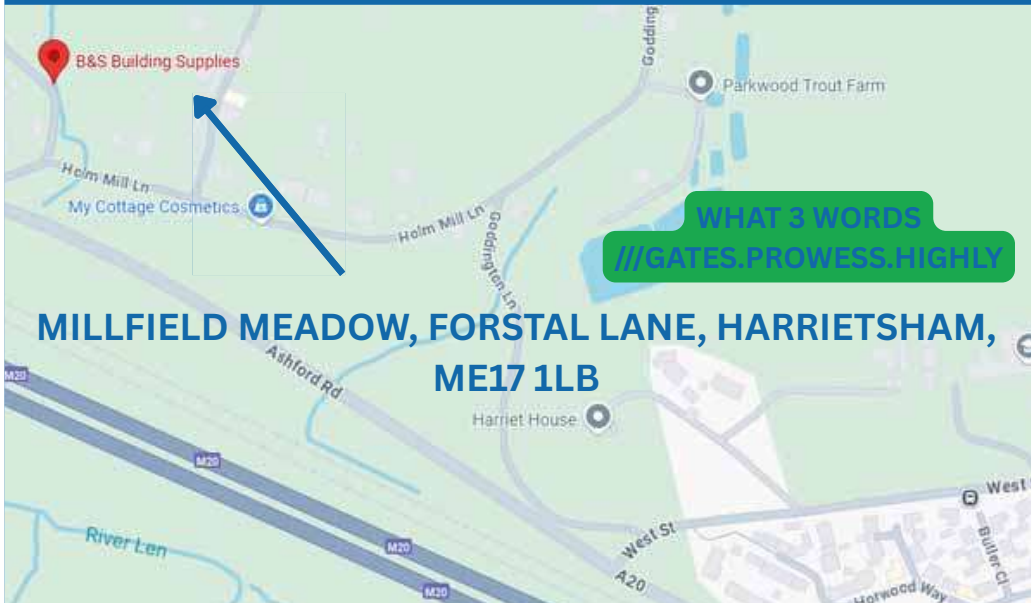 Godding
B&S Building Supplies
Parkwood Trout Farm
Holm Mill Ln
My Cottage Cosmetics
Holm Mill Ln
Goddington Ln
WHAT 3 WORDS
///GATES.PROWESS.HIGHLY
MILLFIELD MEADOW, FORSTAL LANE, HARRIETSHAM,
ME17 1LB
M20
Ashford Rd
Harriet House
M20
West
River Len
M20
West St
Butler Cl
A20
M20
Horwood Way